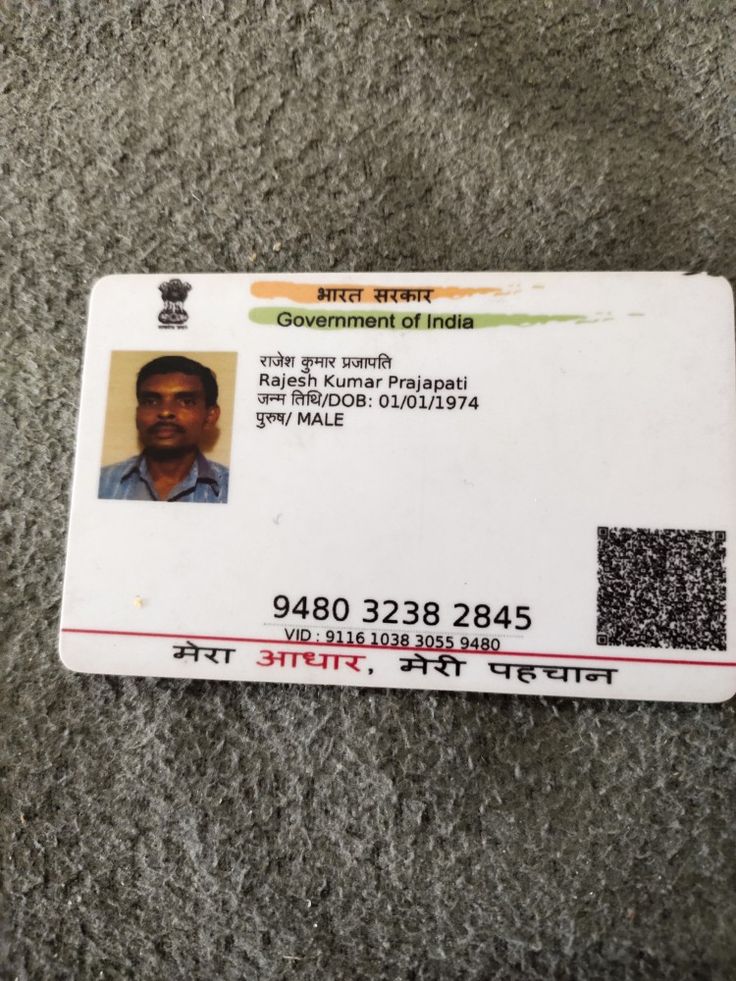 भारत सरकार
Government of India
राजेश कुमार प्रजापति
Rajesh Kumar Prajapati
जन्म तिथि/DOB: 01/01/1974
पुरुष/ MALE
9480 3238 2845
VID : 9116 1038 3055 9480
मेरा आधार, मेरी पहचान